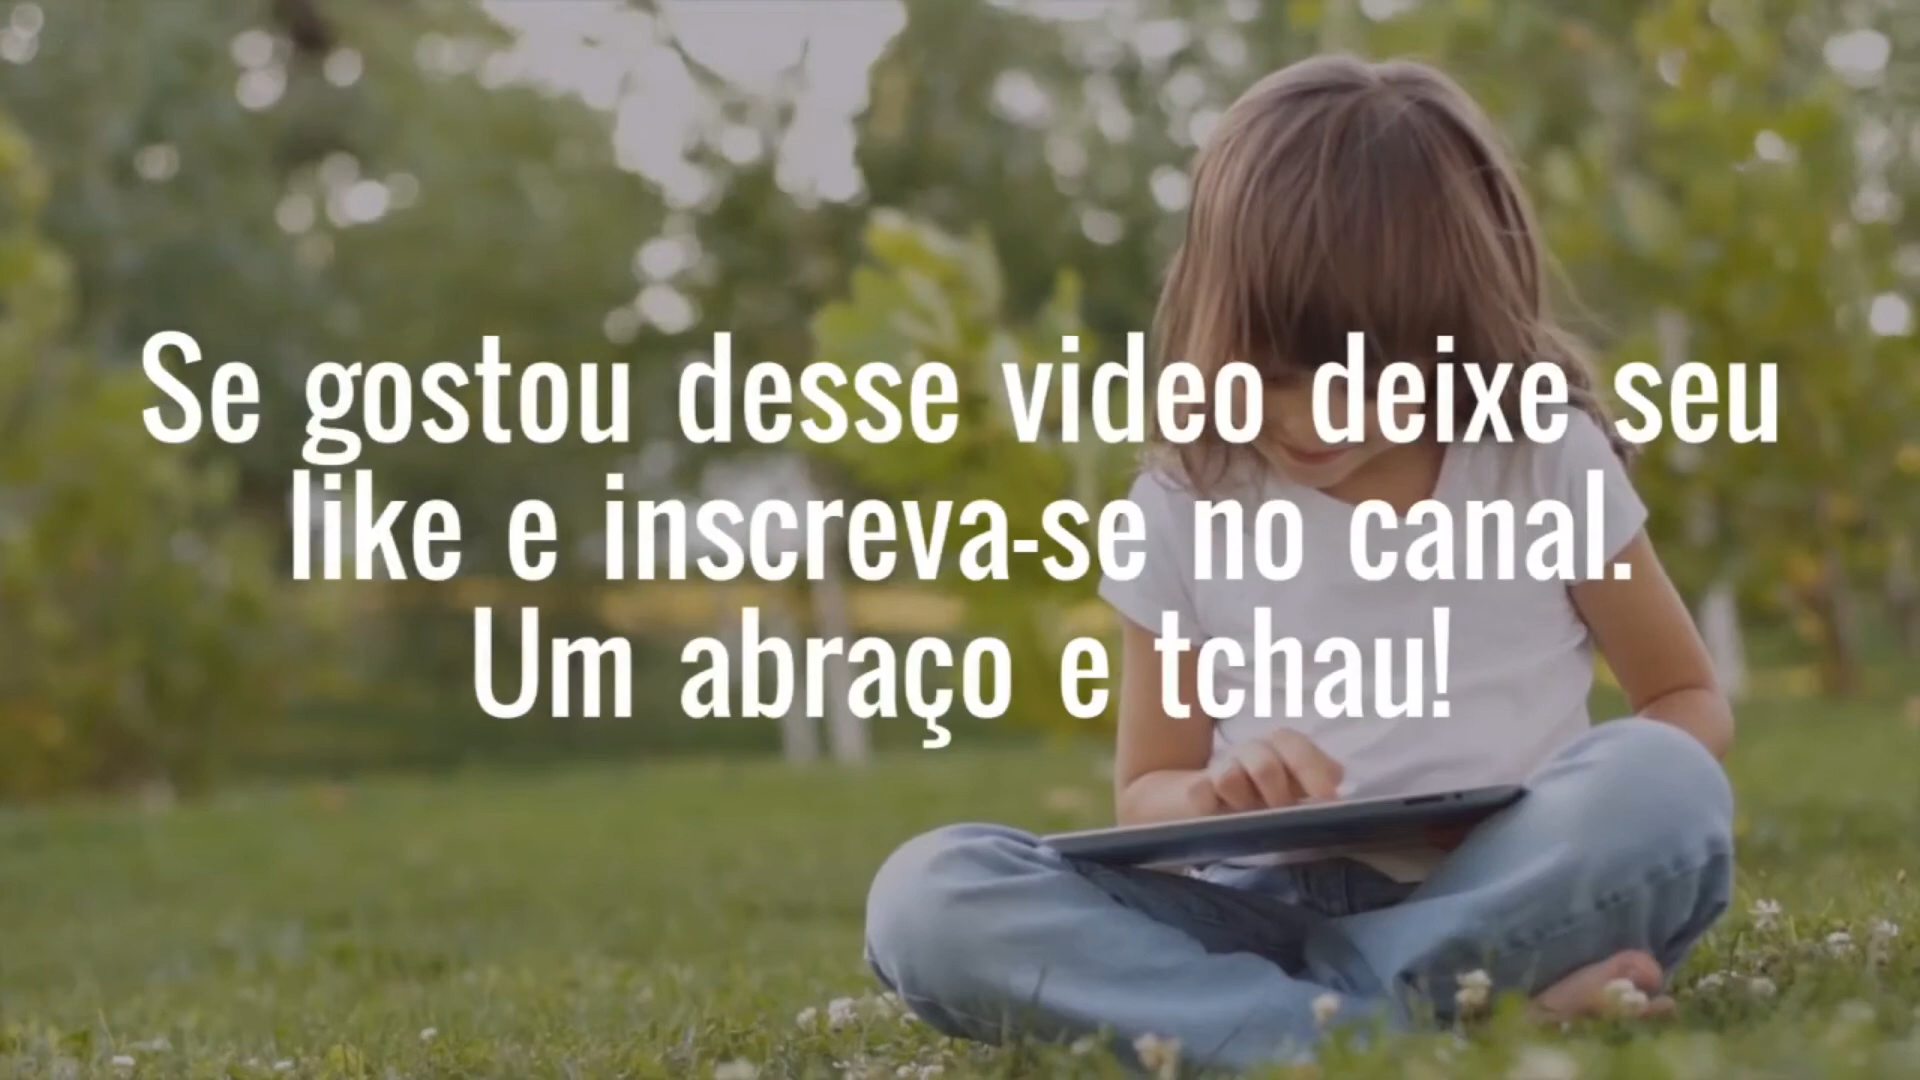 Se gostou desse video deixe seu
like e inscreva-se no canal.
Um abraço e tchau!